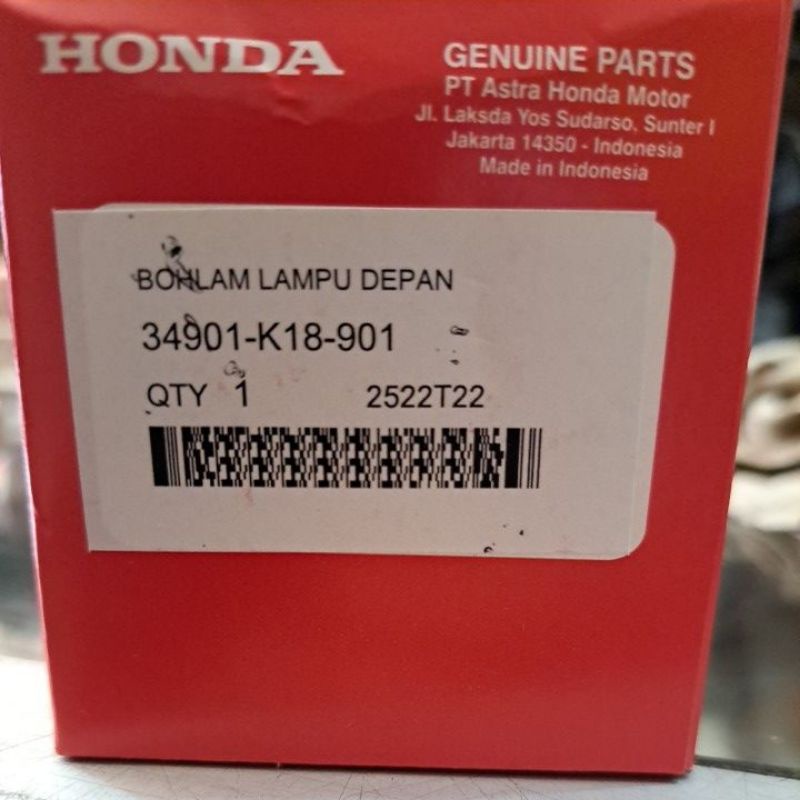 HONDA
GENUINE PARTS
PT Astra Honda Motor
Jl. Laksda Yos Sudarso, Sunter I
Jakarta 14350 - Indonesia
Made in Indonesia
BOHLAM LAMPU DEPAN
34901-K18-901
QTY 1 2522T22